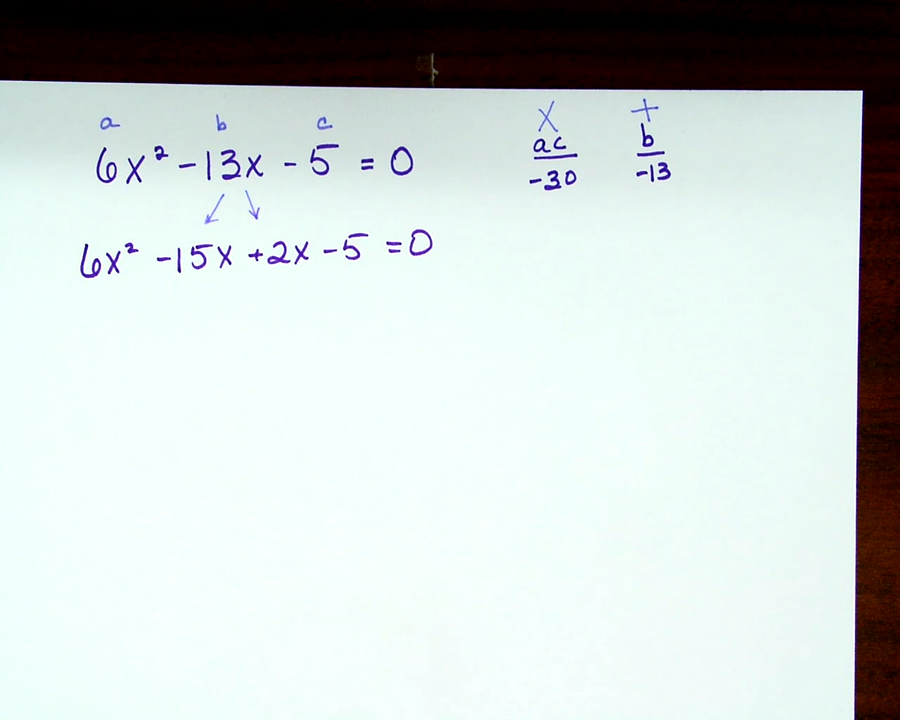 a b c X +
6x² -13x - 5 = 0 ac b
-30 -13
6x² -15x +2x -5 =0